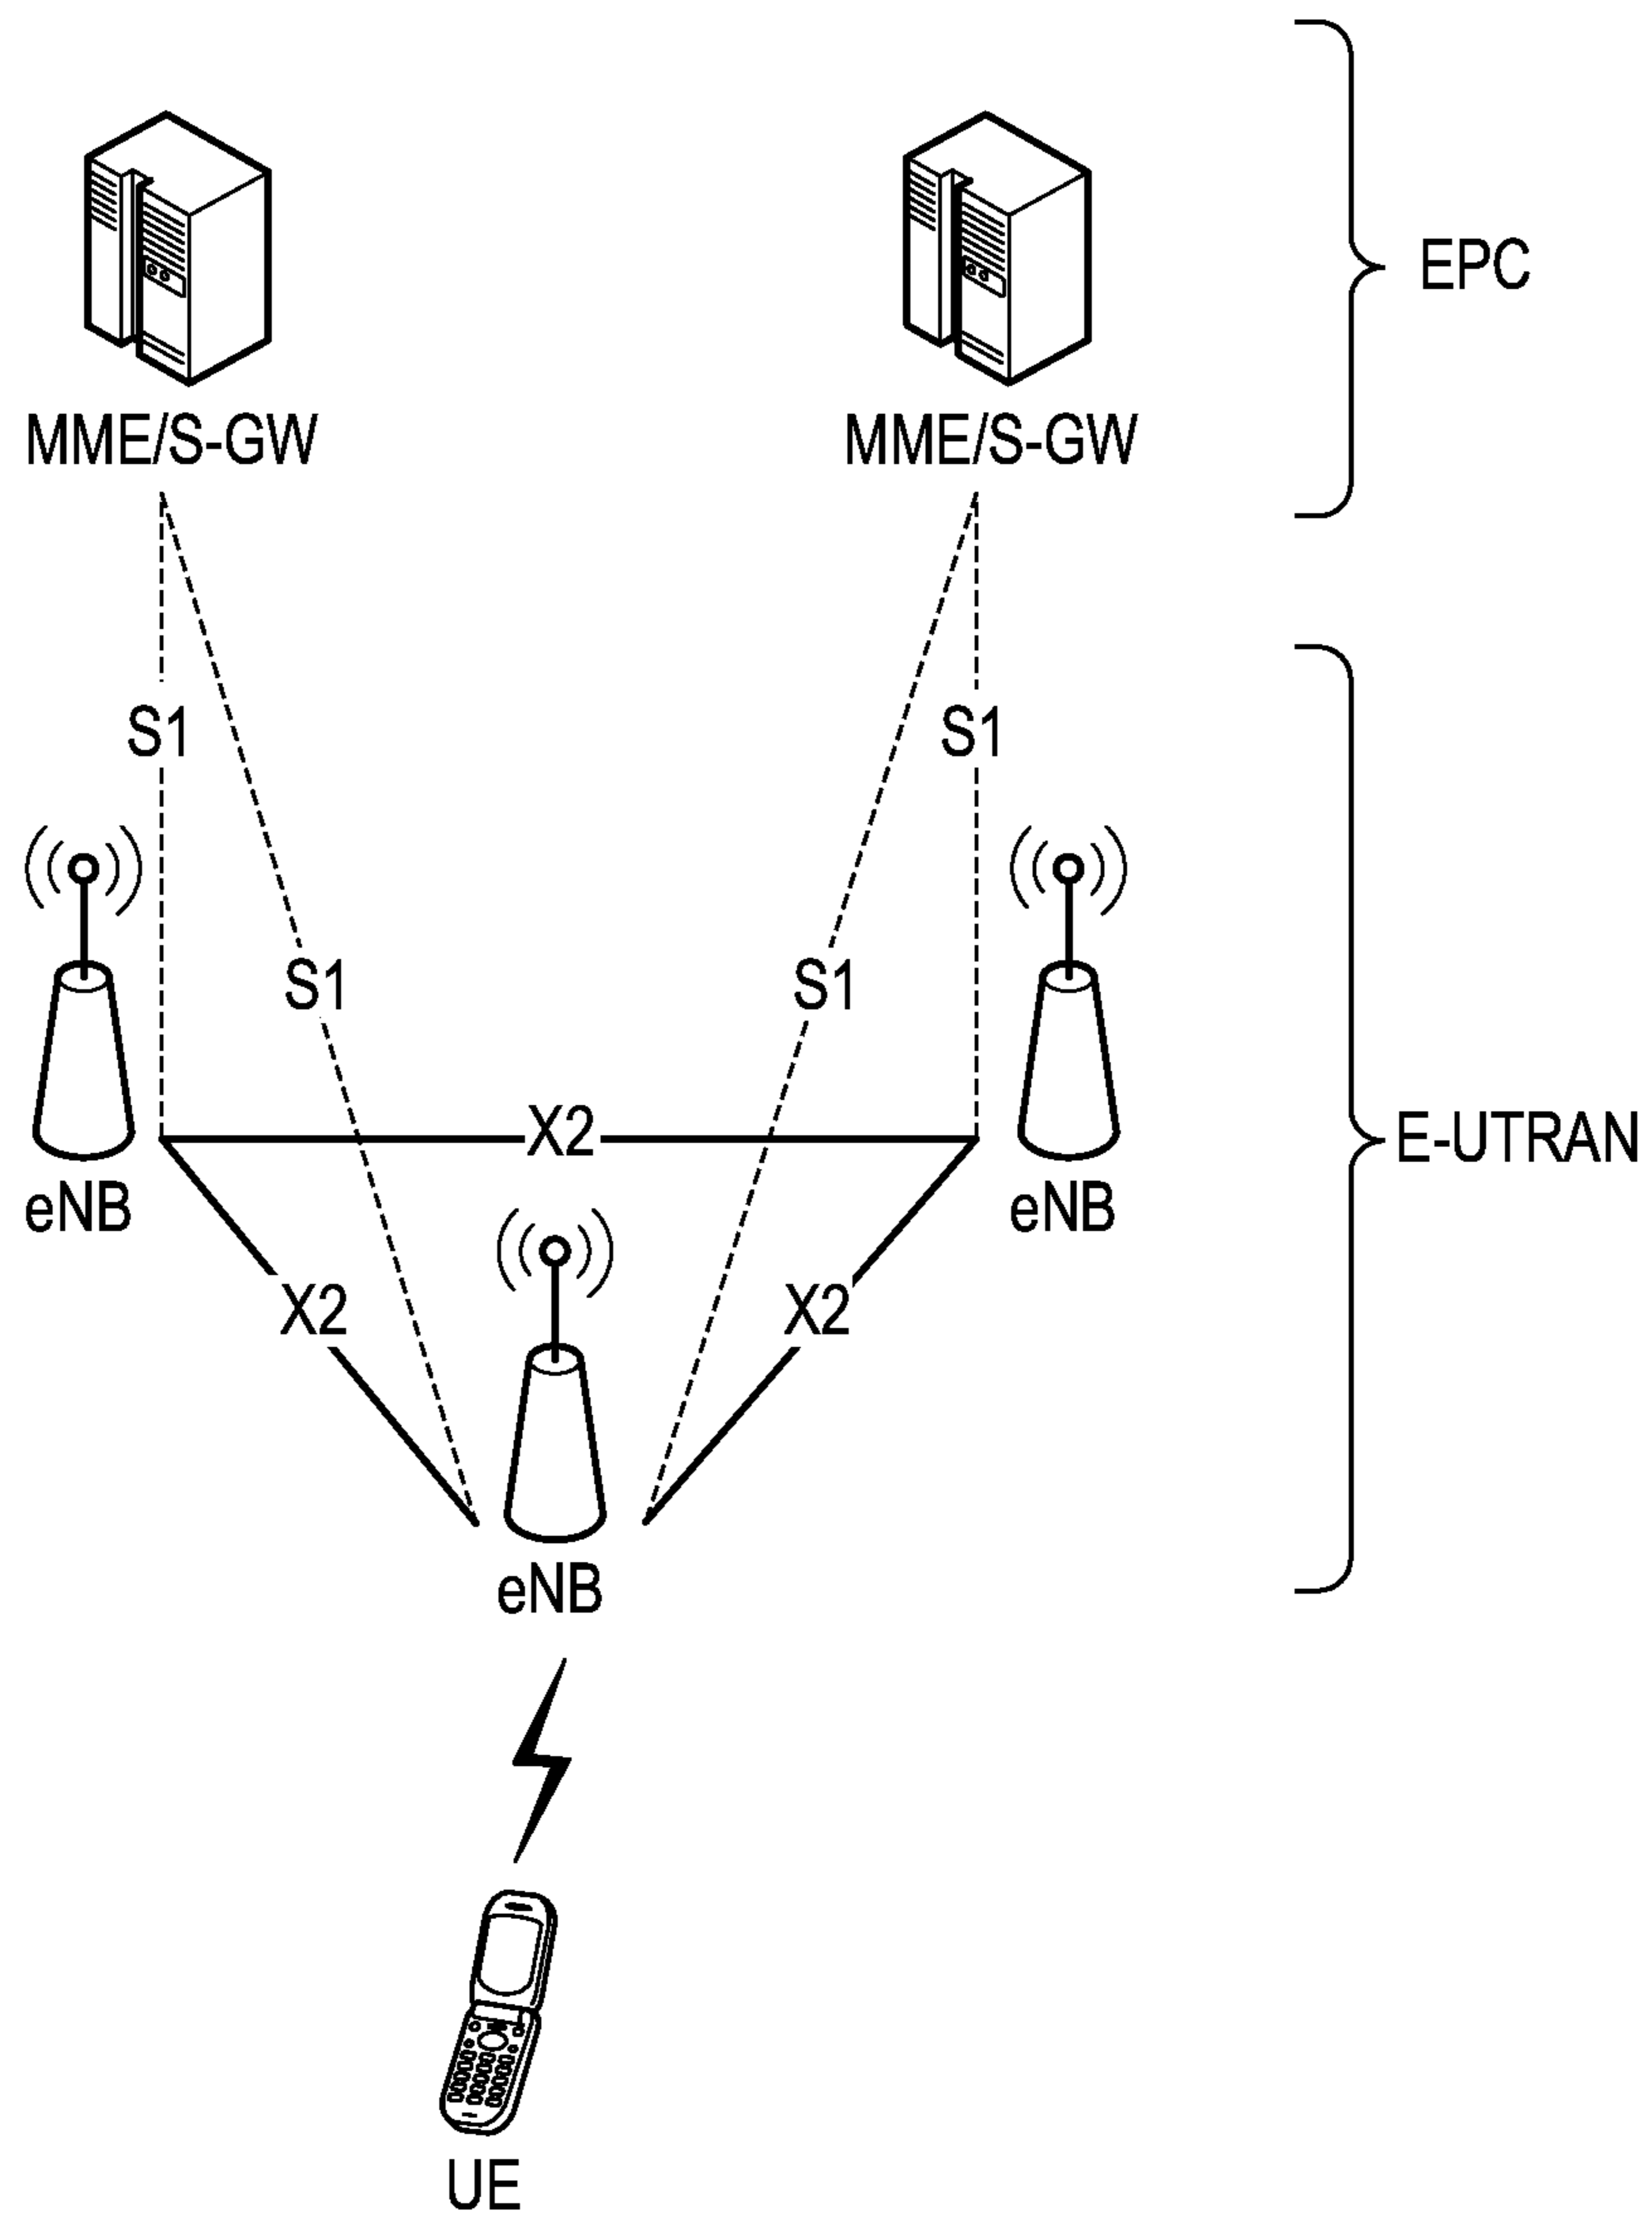 EPC
MME/S-GW
MME/S-GW
S1
S1
S1
S1
X2
E-UTRAN
eNB
eNB
X2
X2
eNB
UE